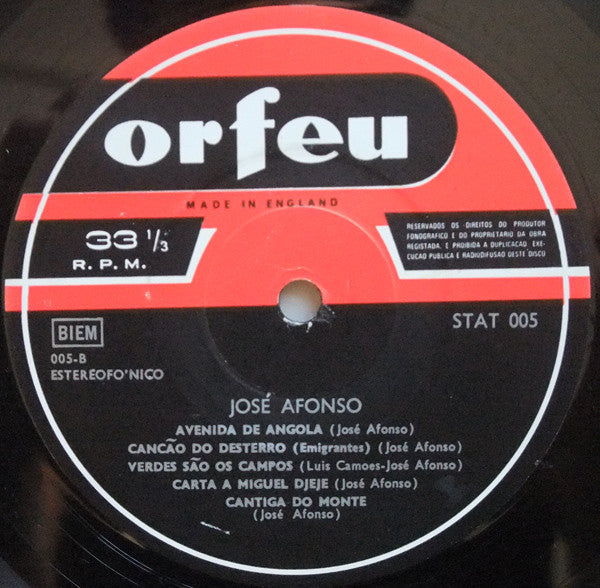 orfeu
MADE IN ENGLAND
33 1/3
R. P. M.
RESERVADOS OS DIREITOS DO PRODUTOR
FONOGRAFICO E DO PROPRIETARIO DA OBRA
REGISTADA. E PROIBIDA A DUPLICAÇAO, EXE-
CUCAO PUBLICA E RADIODIFUSAO DESTE DISCO
BIEM
005-B
ESTEREOFO'NICO
STAT 005
JOSÉ AFONSO
AVENIDA DE ANGOLA (José Afonso)
CANCÃO DO DESTERRO (Emigrantes) (José Afonso)
VERDES SÃO OS CAMPOS (Luis Camoes-José Afonso)
CARTA A MIGUEL DJEJE (José Afonso)
CANTIGA DO MONTE
(José Afonso)